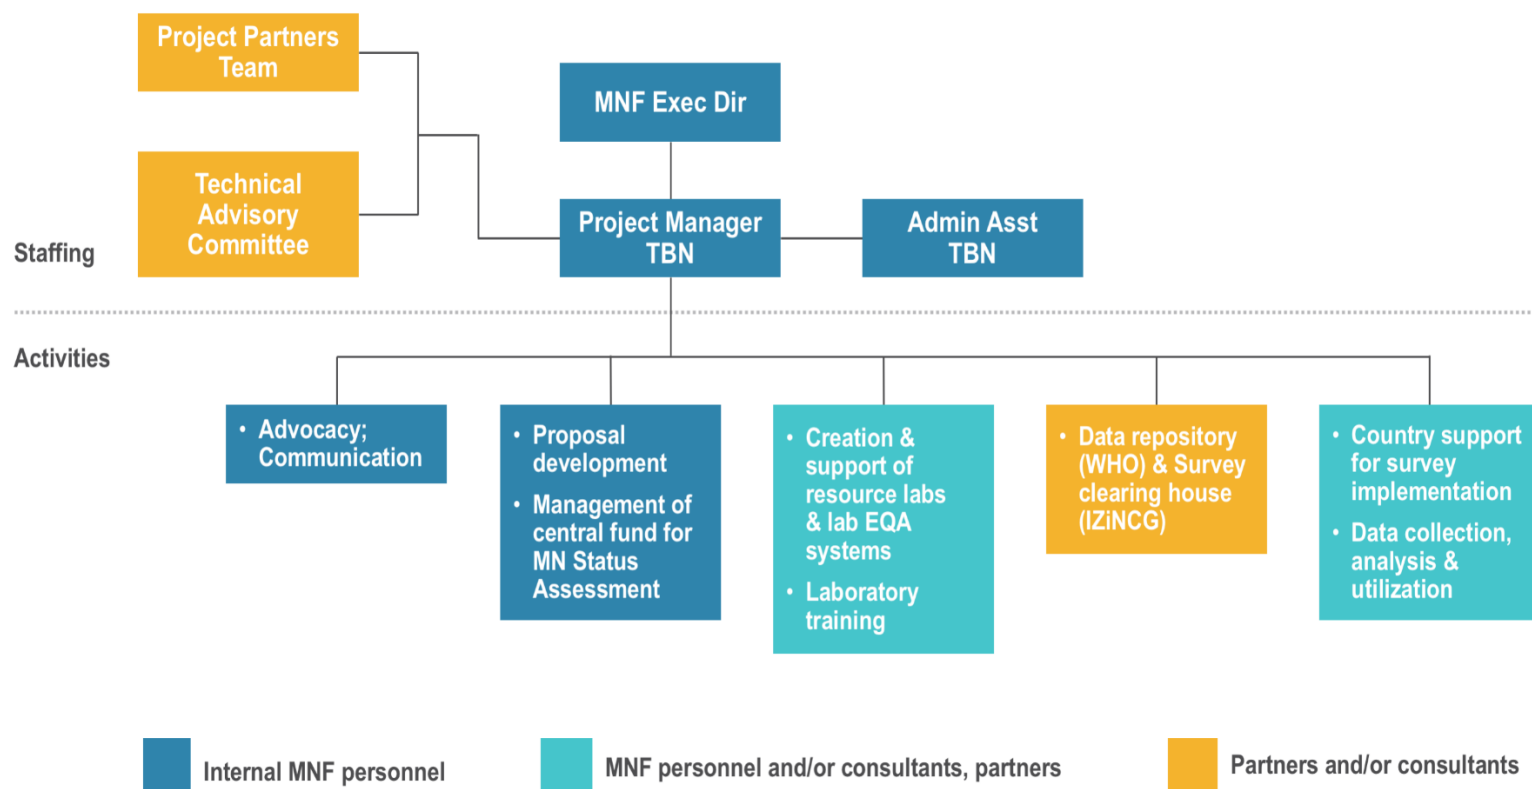 Project Partners
Team
MNF Exec Dir
Technical
Advisory
Committee
Project Manager
TBN
Admin Asst
TBN
Staffing
Activities
• Advocacy;
Communication
• Proposal
development
• Management of
central fund for
MN Status
Assessment
• Creation &
support of
resource labs
& lab EQA
systems
• Laboratory
training
• Data repository
(WHO) & Survey
clearing house
(IZiNCG)
• Country support
for survey
implementation
• Data collection,
analysis &
utilization
Internal MNF personnel
MNF personnel and/or consultants, partners
Partners and/or consultants